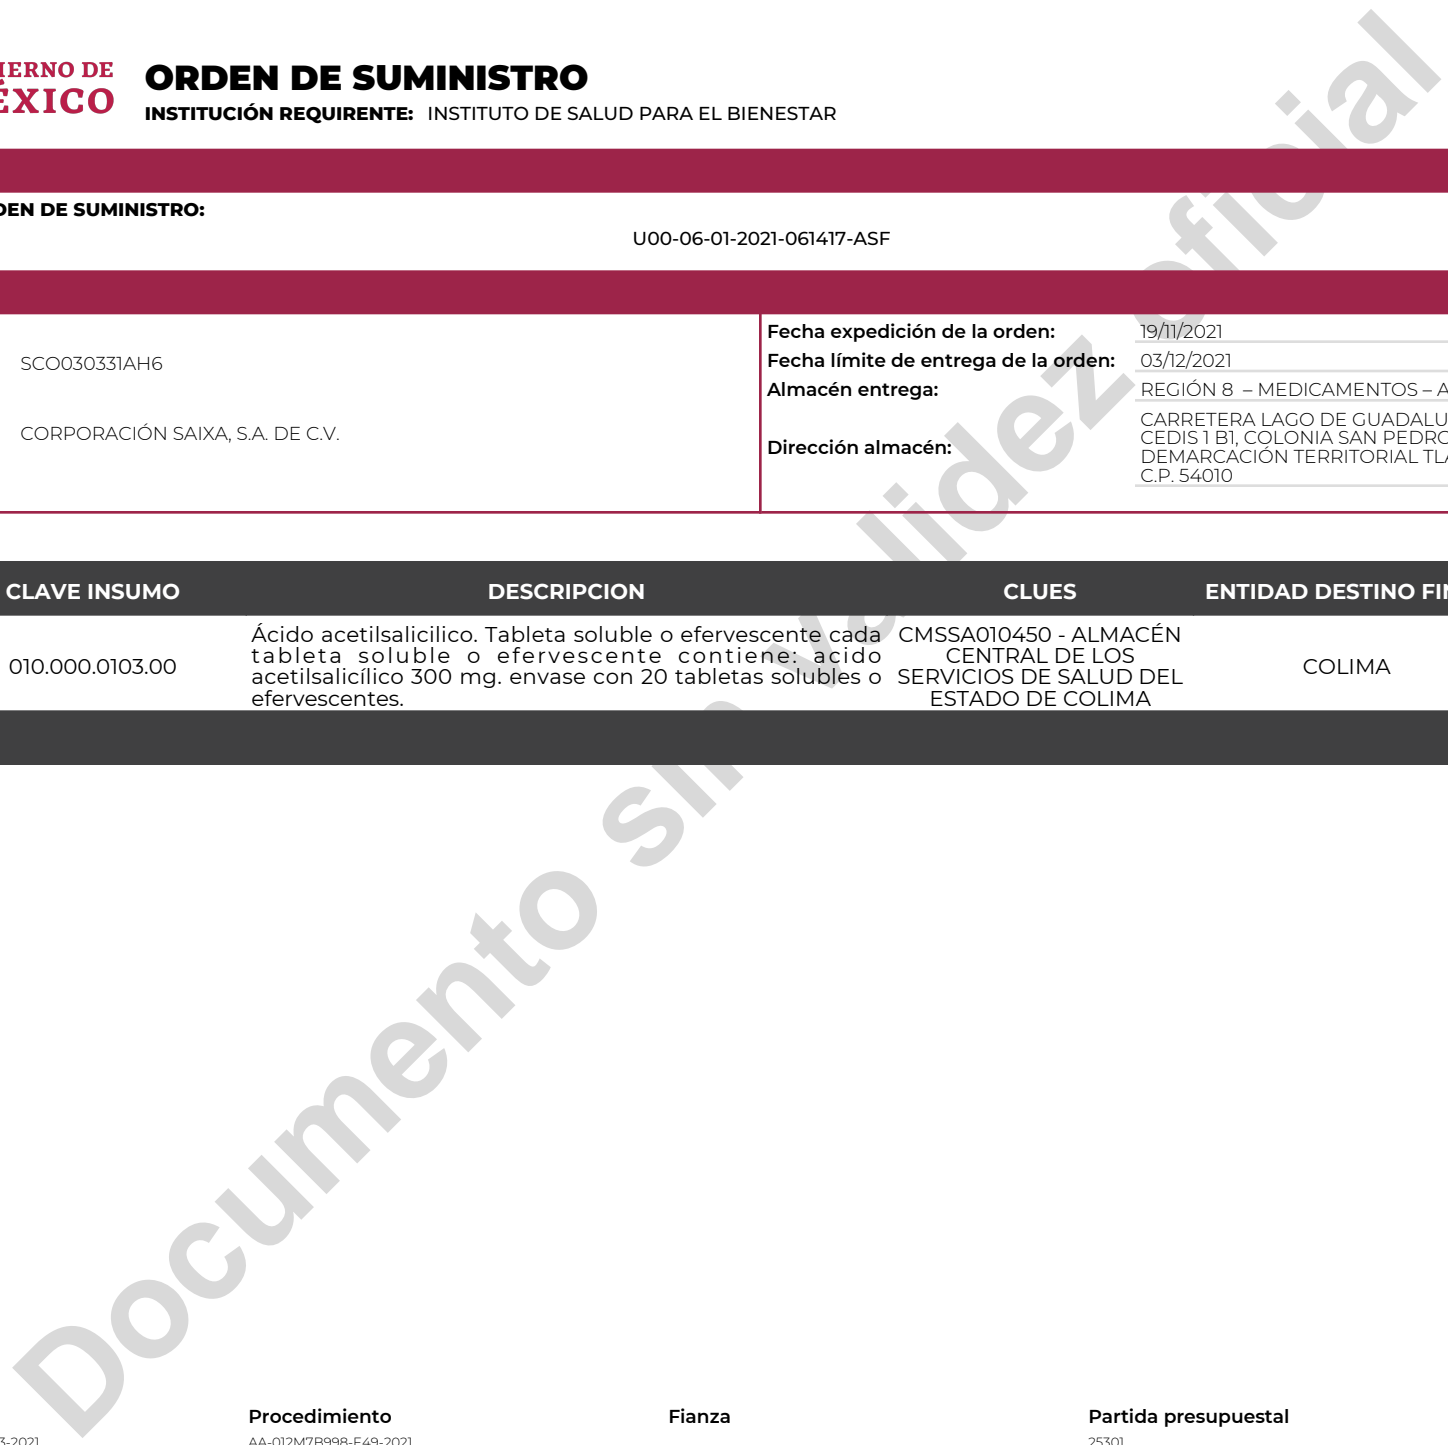 IERNO DE
ÉXICO
ORDEN DE SUMINISTRO
INSTITUCIÓN REQUIRENTE: INSTITUTO DE SALUD PARA EL BIENESTAR
DEN DE SUMINISTRO:
U00-06-01-2021-061417-ASF
SCO030331AH6
CORPORACIÓN SAIXA, S.A. DE C.V.
Fecha expedición de la orden: 19/11/2021
Fecha límite de entrega de la orden: 03/12/2021
Almacén entrega: REGIÓN 8 – MEDICAMENTOS – A
Dirección almacén:
CARRETERA LAGO DE GUADALU
CEDIS 1 B1, COLONIA SAN PEDRO
DEMARCACIÓN TERRITORIAL TLA
C.P. 54010
CLAVE INSUMO DESCRIPCION CLUES ENTIDAD DESTINO FIN
010.000.0103.00
Ácido acetilsalicilico. Tableta soluble o efervescente cada
tableta soluble o efervescente contiene: acido
acetilsalicílico 300 mg. envase con 20 tabletas solubles o
efervescentes.
CMSSA010450 - ALMACÉN
CENTRAL DE LOS
SERVICIOS DE SALUD DEL
ESTADO DE COLIMA
COLIMA
Documento sin validez oficial
Procedimiento Fianza Partida presupuestal
3-2021 AA-012M7B998-E49-2021 25301